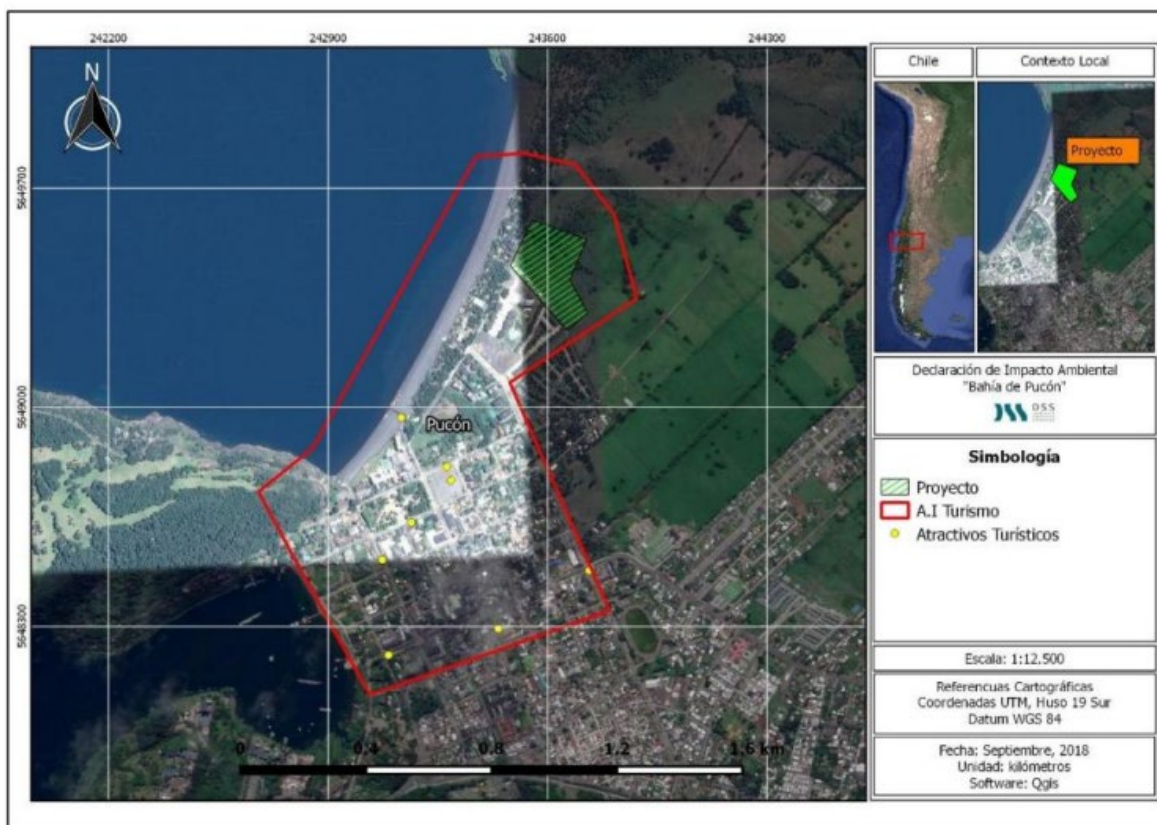 242200 242900 243600 244300
N
5649700
5649000
5648300
Pucón
0 0.4 0.8 1.2 1.6 km
Chile
Contexto Local
Proyecto
Declaración de Impacto Ambiental
"Bahía de Pucón"
DSS
Simbología
Proyecto
A.I Turismo
Atractivos Turísticos
Escala: 1:12.500
Referencuas Cartográficas
Coordenadas UTM, Huso 19 Sur
Datum WGS 84
Fecha: Septiembre, 2018
Unidad: kilómetros
Software: Qgis